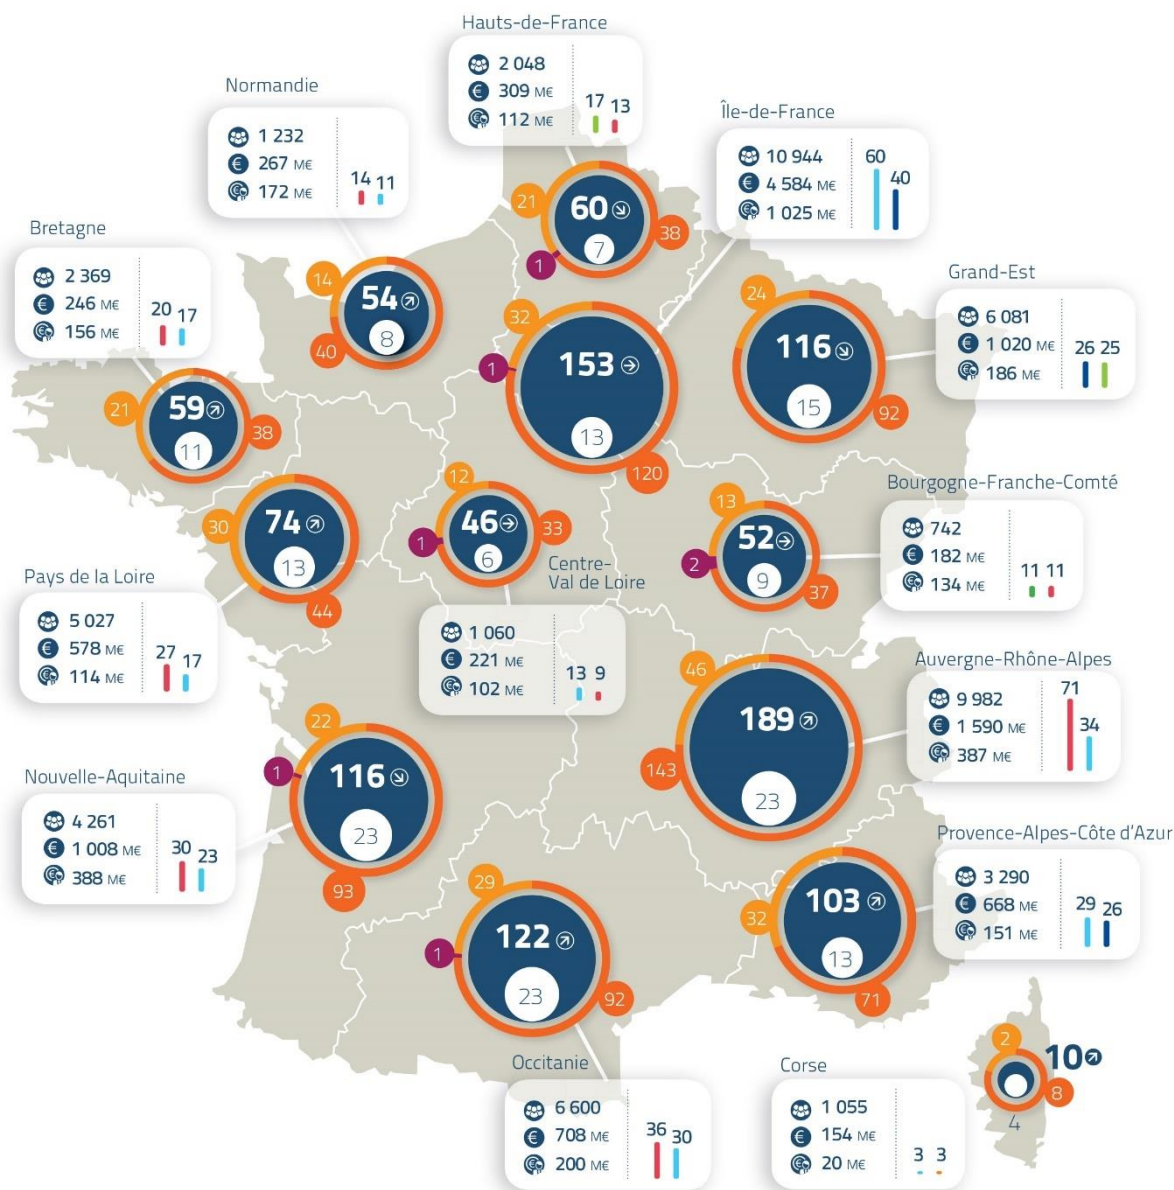 Hauts-de-France
2 048
309 M€
112 M€
17 13
Normandie
1 232
267 M€
172 M€
14 11
Île-de-France
10 944
4 584 M€
1 025 M€
60
40
Bretagne
2 369
246 M€
156 M€
20 17
Grand-Est
6 081
1 020 M€
186 M€
26 25
60
21
38
7
1
54
14
8
40
153
32
1
13
120
116
24
15
92
59
21
38
11
74
30
13
44
46
12
33
1
6
52
13
2
9
37
Bourgogne-Franche-Comté
742
182 M€
134 M€
11 11
Centre-
Val de Loire
1 060
221 M€
102 M€
13 9
Pays de la Loire
5 027
578 M€
114 M€
27 17
Auvergne-Rhône-Alpes
9 982
1 590 M€
387 M€
71
34
189
46
143
23
116
22
1
23
93
Nouvelle-Aquitaine
4 261
1 008 M€
388 M€
30 23
Provence-Alpes-Côte d'Azur
3 290
668 M€
151 M€
29 26
103
32
13
71
122
29
1
23
92
Occitanie
6 600
708 M€
200 M€
36 30
Corse
1 055
154 M€
20 M€
3 3
10
2
8
4